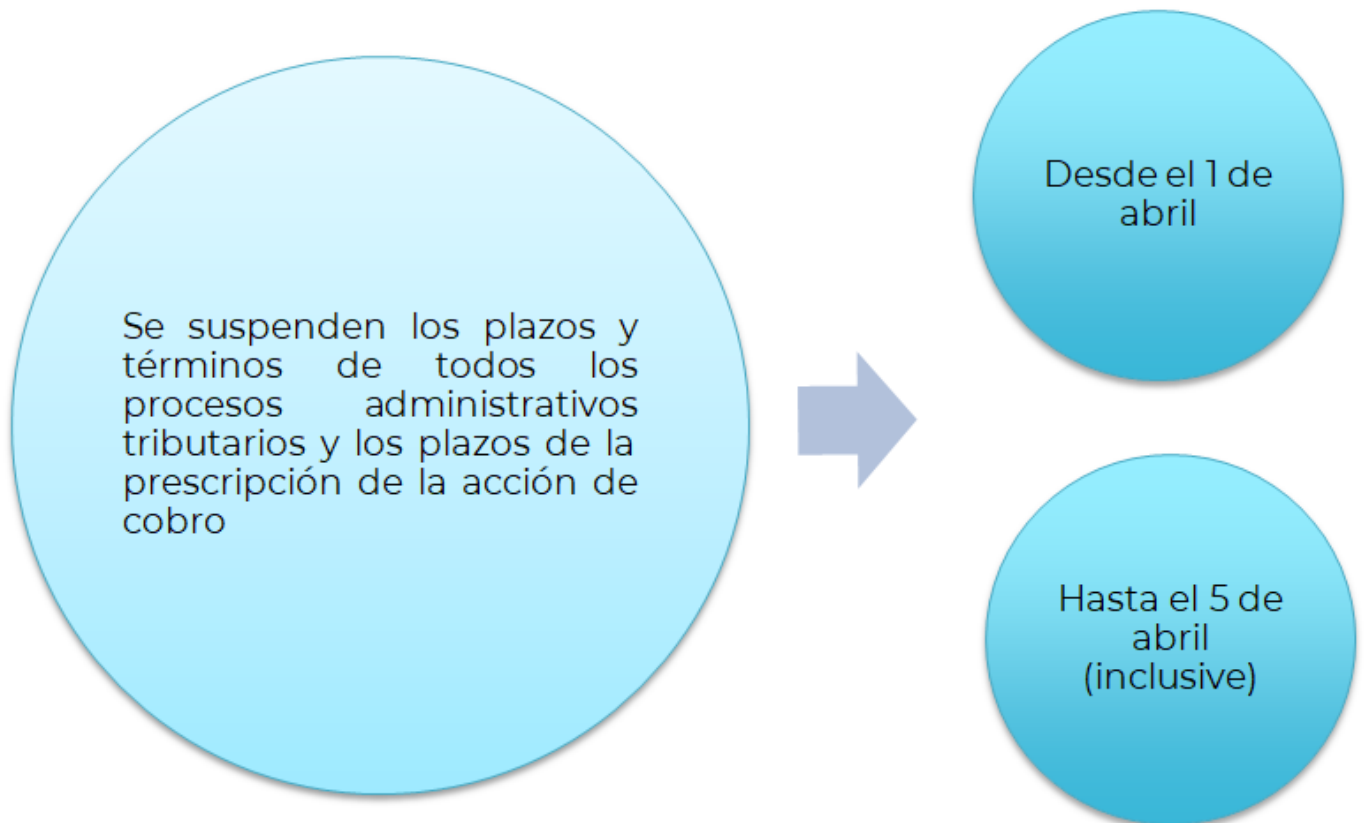 Se suspenden los plazos y
términos de todos los
procesos administrativos
tributarios y los plazos de la
prescripción de la acción de
cobro
Desde el 1 de
abril
Hasta el 5 de
abril
(inclusive)